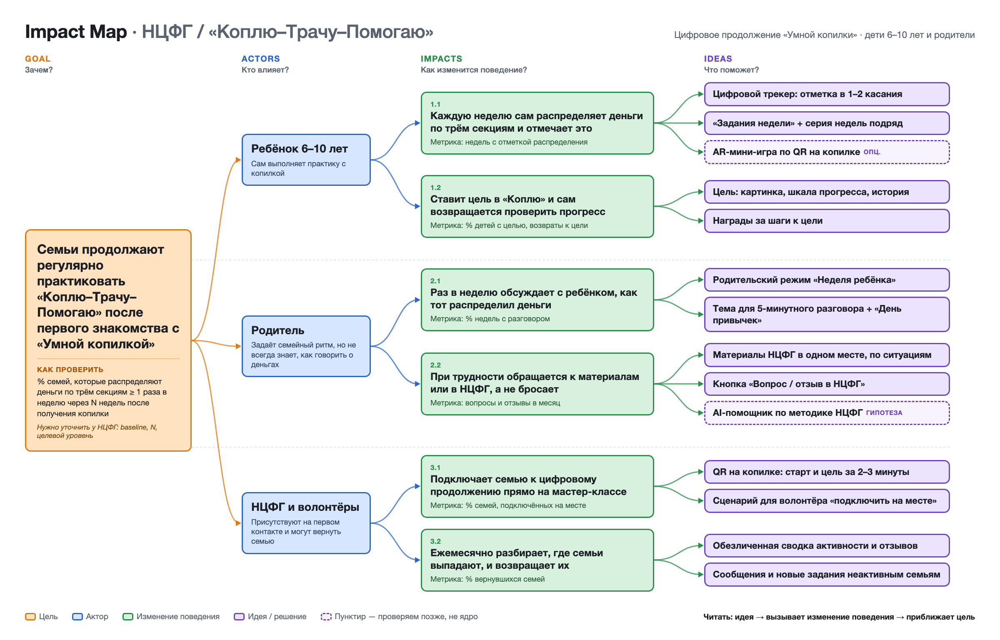 Impact Map · НЦФГ / «Коплю–Трачу–Помогаю»
Цифровое продолжение «Умной копилки» · дети 6–10 лет и родители
GOAL
Зачем?
ACTORS
Кто влияет?
IMPACTS
Как изменится поведение?
IDEAS
Что поможет?
Семьи продолжают
регулярно
практиковать
«Коплю–Трачу–
Помогаю» после
первого знакомства с
«Умной копилкой»
КАК ПРОВЕРИТЬ
% семей, которые распределяют
деньги по трём секциям ≥ 1 раза в
неделю через N недель после
получения копилки
Нужно уточнить у НЦФГ: baseline, N,
целевой уровень
Ребёнок 6–10 лет
Сам выполняет практику с
копилкой
1.1
Каждую неделю сам распределяет деньги
по трём секциям и отмечает это
Метрика: недель с отметкой распределения
Цифровой трекер: отметка в 1–2 касания
«Задания недели» + серия недель подряд
AR-мини-игра по QR на копилке ОПЦ.
1.2
Ставит цель в «Коплю» и сам
возвращается проверить прогресс
Метрика: % детей с целью, возвраты к цели
Цель: картинка, шкала прогресса, история
Награды за шаги к цели
Родитель
Задаёт семейный ритм, но не
всегда знает, как говорить о
деньгах
2.1
Раз в неделю обсуждает с ребёнком, как
тот распределил деньги
Метрика: % недель с разговором
Родительский режим «Неделя ребёнка»
Тема для 5-минутного разговора + «День
привычек»
2.2
При трудности обращается к материалам
или в НЦФГ, а не бросает
Метрика: вопросы и отзывы в месяц
Материалы НЦФГ в одном месте, по ситуациям
Кнопка «Вопрос / отзыв в НЦФГ»
AI-помощник по методике НЦФГ ГИПОТЕЗА
НЦФГ и волонтёры
Присутствуют на первом
контакте и могут вернуть
семью
3.1
Подключает семью к цифровому
продолжению прямо на мастер-классе
Метрика: % семей, подключённых на месте
QR на копилке: старт и цель за 2–3 минуты
Сценарий для волонтёра «подключить на месте»
3.2
Ежемесячно разбирает, где семьи
выпадают, и возвращает их
Метрика: % вернувшихся семей
Обезличенная сводка активности и отзывов
Сообщения и новые задания неактивным семьям
Цель
Актор
Изменение поведения
Идея / решение
Пунктир — проверяем позже, не ядро
Читать: идея → вызывает изменение поведения → приближает цель